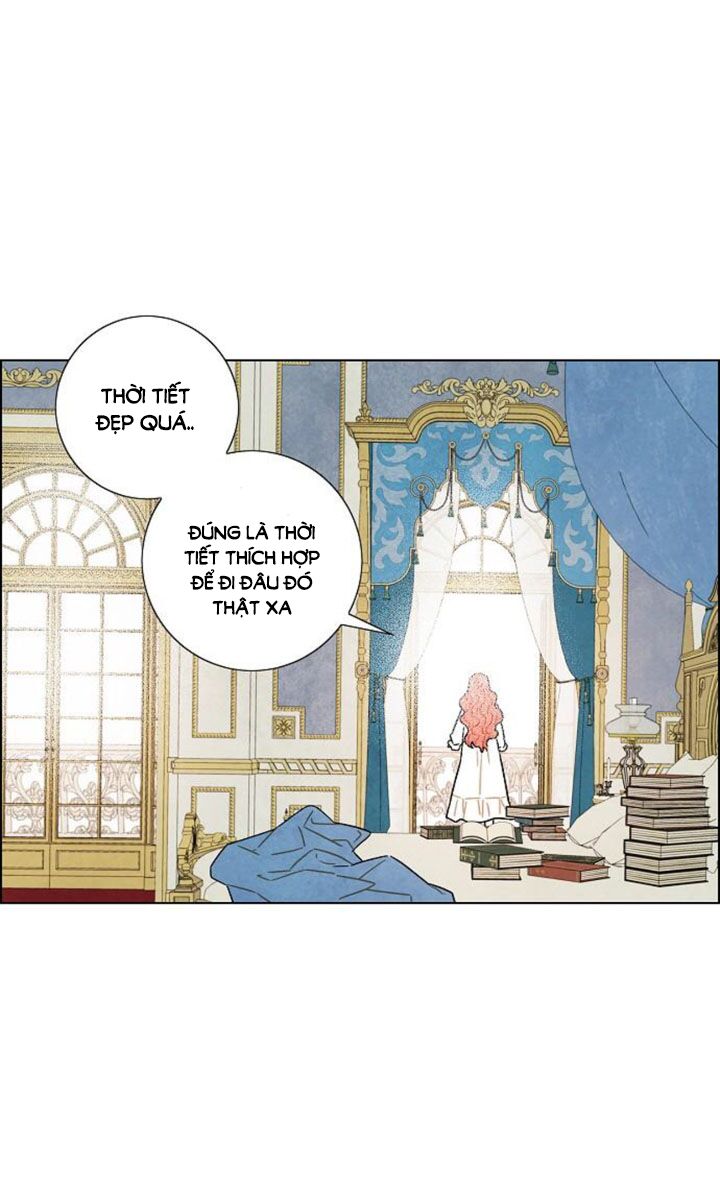 THỜI TIẾT
ĐẸP QUÁ..
ĐÚNG LÀ THỜI
TIẾT THÍCH HỢP
ĐỂ ĐI ĐÂU ĐÓ
THẬT XA